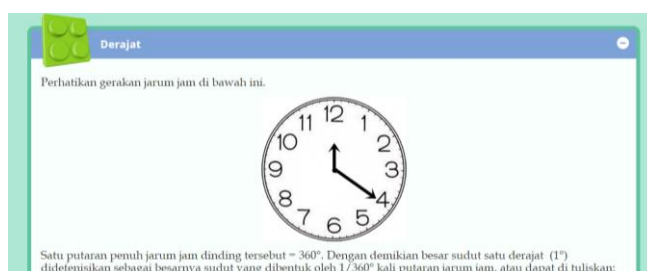 Derajat
Perhatikan gerakan jarum jam di bawah ini.
12
11 1
10 2
9 3
8 4
7 5
6
Satu putaran penuh jarum jam dinding tersebut = 360°. Dengan demikian besar sudut satu derajat (1°)
didefenisikan sebagai besarnya sudut yang dibentuk oleh 1/360° kali putaran jarum jam, atau dapat di tuliskan: